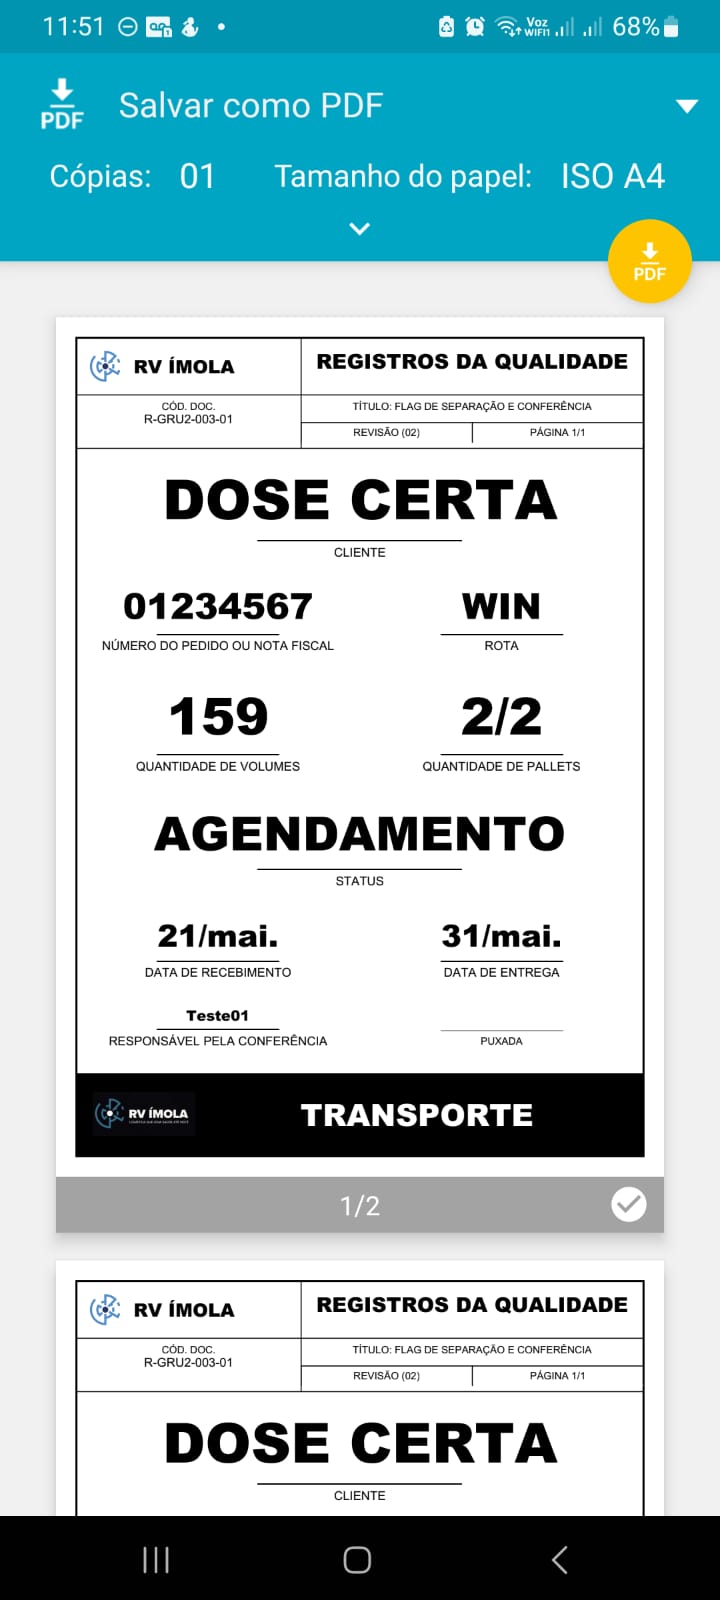 11:51 Voz WIFI1 68%
PDF Salvar como PDF
Cópias: 01 Tamanho do papel: ISO A4
PDF
RV ÍMOLA REGISTROS DA QUALIDADE
CÓD. DOC.
R-GRU2-003-01
TÍTULO: FLAG DE SEPARAÇÃO E CONFERÊNCIA
REVISÃO (02) PÁGINA 1/1
DOSE CERTA
CLIENTE
01234567 WIN
NÚMERO DO PEDIDO OU NOTA FISCAL ROTA
159 2/2
QUANTIDADE DE VOLUMES QUANTIDADE DE PALLETS
AGENDAMENTO
STATUS
21/mai. 31/mai.
DATA DE RECEBIMENTO DATA DE ENTREGA
Teste01
RESPONSÁVEL PELA CONFERÊNCIA PUXADA
RV ÍMOLA TRANSPORTE
1/2
RV ÍMOLA REGISTROS DA QUALIDADE
CÓD. DOC.
R-GRU2-003-01
TÍTULO: FLAG DE SEPARAÇÃO E CONFERÊNCIA
REVISÃO (02) PÁGINA 1/1
DOSE CERTA
CLIENTE